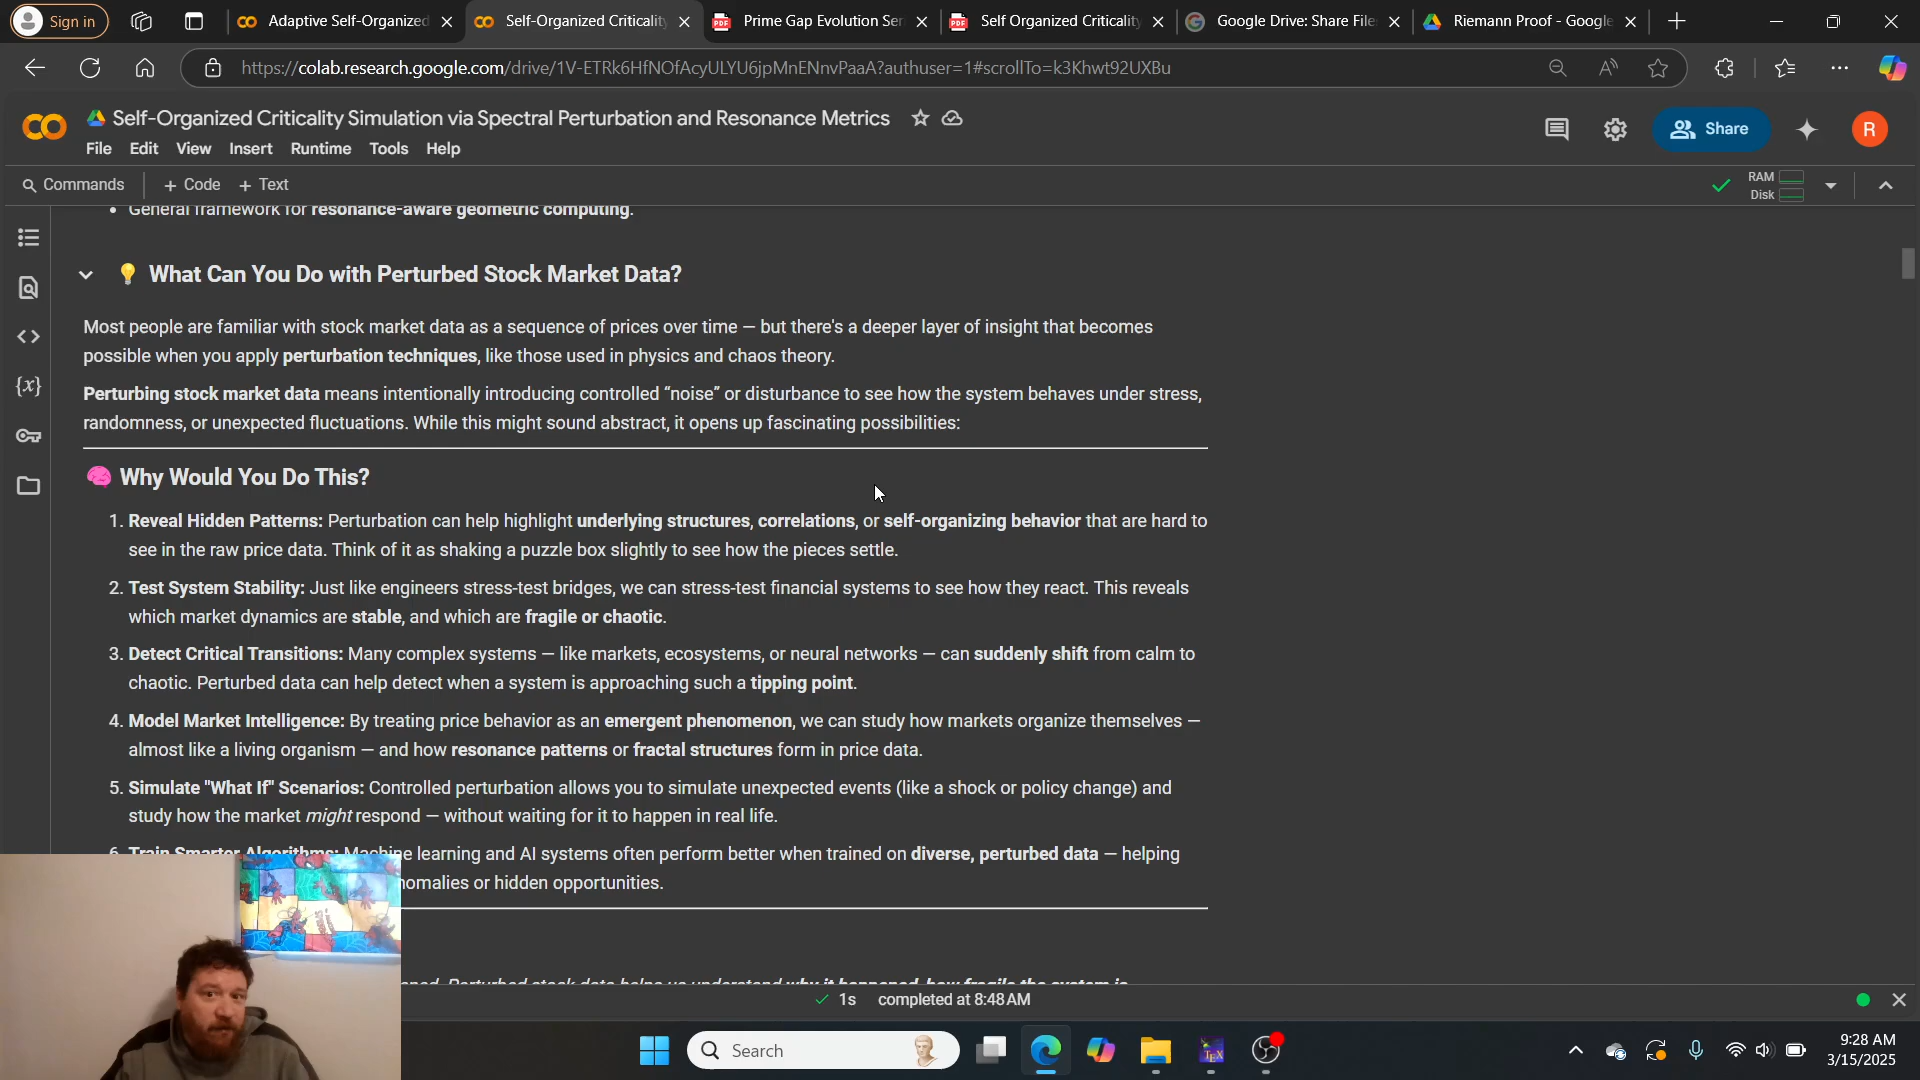 Sign in
Adaptive Self-Organized
Self-Organized Criticality
Prime Gap Evolution Ser
Self Organized Criticality
Google Drive: Share File
Riemann Proof - Google
https://colab.research.google.com/drive/1V-ETRk6HfNOfAcyULYU6jpMnENnvPaaA?authuser=1#scrollTo=k3Khwt92UXBu
Self-Organized Criticality Simulation via Spectral Perturbation and Resonance Metrics
Share
R
File Edit View Insert Runtime Tools Help
Commands + Code + Text
RAM
Disk
• General framework for resonance-aware geometric computing.
What Can You Do with Perturbed Stock Market Data?
Most people are familiar with stock market data as a sequence of prices over time — but there's a deeper layer of insight that becomes
possible when you apply perturbation techniques, like those used in physics and chaos theory.
Perturbing stock market data means intentionally introducing controlled “noise” or disturbance to see how the system behaves under stress,
randomness, or unexpected fluctuations. While this might sound abstract, it opens up fascinating possibilities:
Why Would You Do This?
1. Reveal Hidden Patterns: Perturbation can help highlight underlying structures, correlations, or self-organizing behavior that are hard to
see in the raw price data. Think of it as shaking a puzzle box slightly to see how the pieces settle.
2. Test System Stability: Just like engineers stress-test bridges, we can stress-test financial systems to see how they react. This reveals
which market dynamics are stable, and which are fragile or chaotic.
3. Detect Critical Transitions: Many complex systems — like markets, ecosystems, or neural networks — can suddenly shift from calm to
chaotic. Perturbed data can help detect when a system is approaching such a tipping point.
4. Model Market Intelligence: By treating price behavior as an emergent phenomenon, we can study how markets organize themselves —
almost like a living organism — and how resonance patterns or fractal structures form in price data.
5. Simulate "What If" Scenarios: Controlled perturbation allows you to simulate unexpected events (like a shock or policy change) and
study how the market might respond — without waiting for it to happen in real life.
6. Train Smarter Algorithms: Machine learning and AI systems often perform better when trained on diverse, perturbed data — helping
nomalies or hidden opportunities.
Perturbed stock data helps us understand why it happened, how fragile the system is
1s completed at 8:48 AM
Search
TEX
9:28 AM
3/15/2025